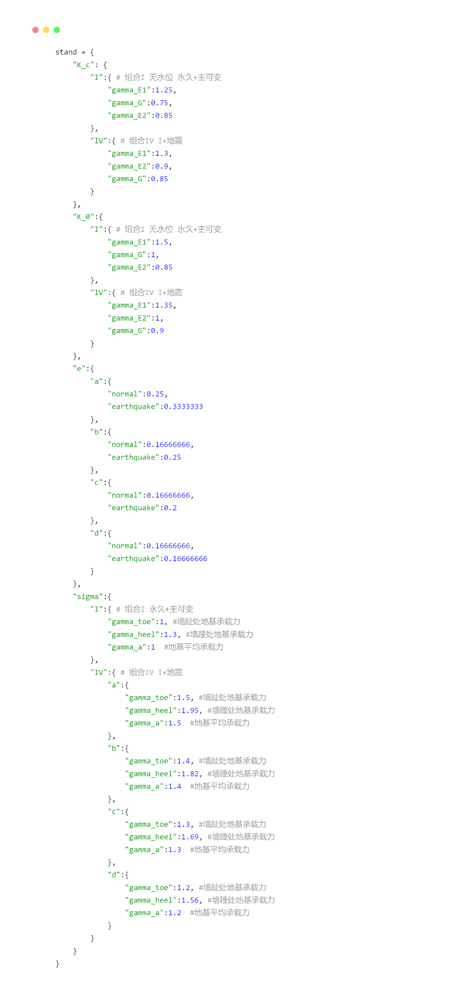 stand = {
    "K_c": {
        "I":{ # 组合I 无水位 永久+主可变
            "gamma_E1":1.25,
            "gamma_G":0.75,
            "gamma_E2":0.85
        },
        "IV":{ # 组合IV I+地震
            "gamma_E1":1.3,
            "gamma_E2":0.9,
            "gamma_G":0.85
        }
    },
    "K_0":{
        "I":{ # 组合I 无水位 永久+主可变
            "gamma_E1":1.5,
            "gamma_G":1,
            "gamma_E2":0.85
        },
        "IV":{ # 组合IV I+地震
            "gamma_E1":1.35,
            "gamma_E2":1,
            "gamma_G":0.9
        }
    },
    "e":{
        "a":{
            "normal":0.25,
            "earthquake":0.3333333
        },
        "b":{
            "normal":0.16666666,
            "earthquake":0.25
        },
        "c":{
            "normal":0.16666666,
            "earthquake":0.2
        },
        "d":{
            "normal":0.16666666,
            "earthquake":0.16666666
        }
    },
    "sigma":{
        "I":{ # 组合I 永久+主可变
            "gamma_toe":1, #墙趾处地基承载力
            "gamma_heel":1.3, #墙踵处地基承载力
            "gamma_a":1  #地基平均承载力
        },
        "IV":{ # 组合IV I+地震
            "a":{
                "gamma_toe":1.5, #墙趾处地基承载力
                "gamma_heel":1.95, #墙踵处地基承载力
                "gamma_a":1.5  #地基平均承载力
            },
            "b":{
                "gamma_toe":1.4, #墙趾处地基承载力
                "gamma_heel":1.82, #墙踵处地基承载力
                "gamma_a":1.4  #地基平均承载力
            },
            "c":{
                "gamma_toe":1.3, #墙趾处地基承载力
                "gamma_heel":1.69, #墙踵处地基承载力
                "gamma_a":1.3  #地基平均承载力
            },
            "d":{
                "gamma_toe":1.2, #墙趾处地基承载力
                "gamma_heel":1.56, #墙踵处地基承载力
                "gamma_a":1.2  #地基平均承载力
            }
        }
    }
}